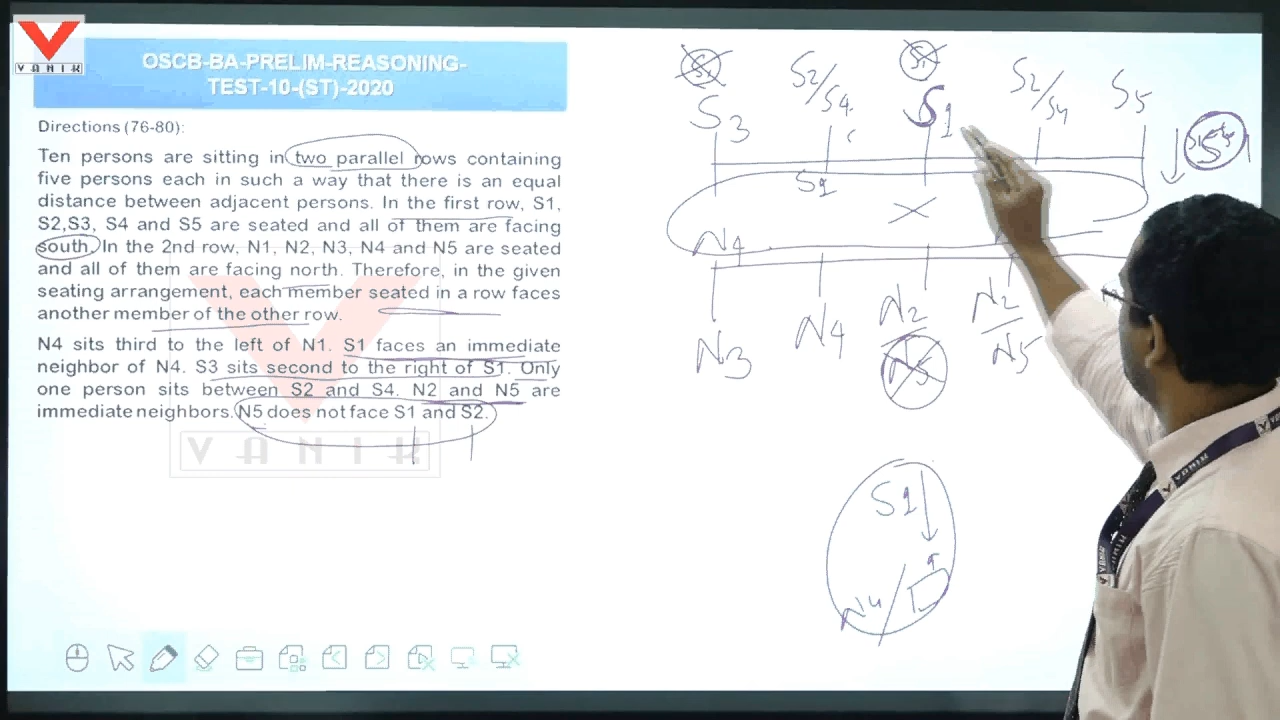 VANIK
OSCB-BA-PRELIM-REASONING-
TEST-10-(ST)-2020
Directions (76-80):
Ten persons are sitting in two parallel rows containing
five persons each in such a way that there is an equal
distance between adjacent persons. In the first row, S1,
S2,S3, S4 and S5 are seated and all of them are facing
south. In the 2nd row, N1, N2, N3, N4 and N5 are seated
and all of them are facing north. Therefore, in the given
seating arrangement, each member seated in a row faces
another member of the other row.
N4 sits third to the left of N1. S1 faces an immediate
neighbor of N4. S3 sits second to the right of S1. Only
one person sits between S2 and S4. N2 and N5 are
immediate neighbors. N5 does not face S1 and S2.
VANIK
S1 S1
S3 S2/S4 S1 S2/S4 S5
S1
N4
N3 N4 N2 N2/N5
S1
N4/
VANIK